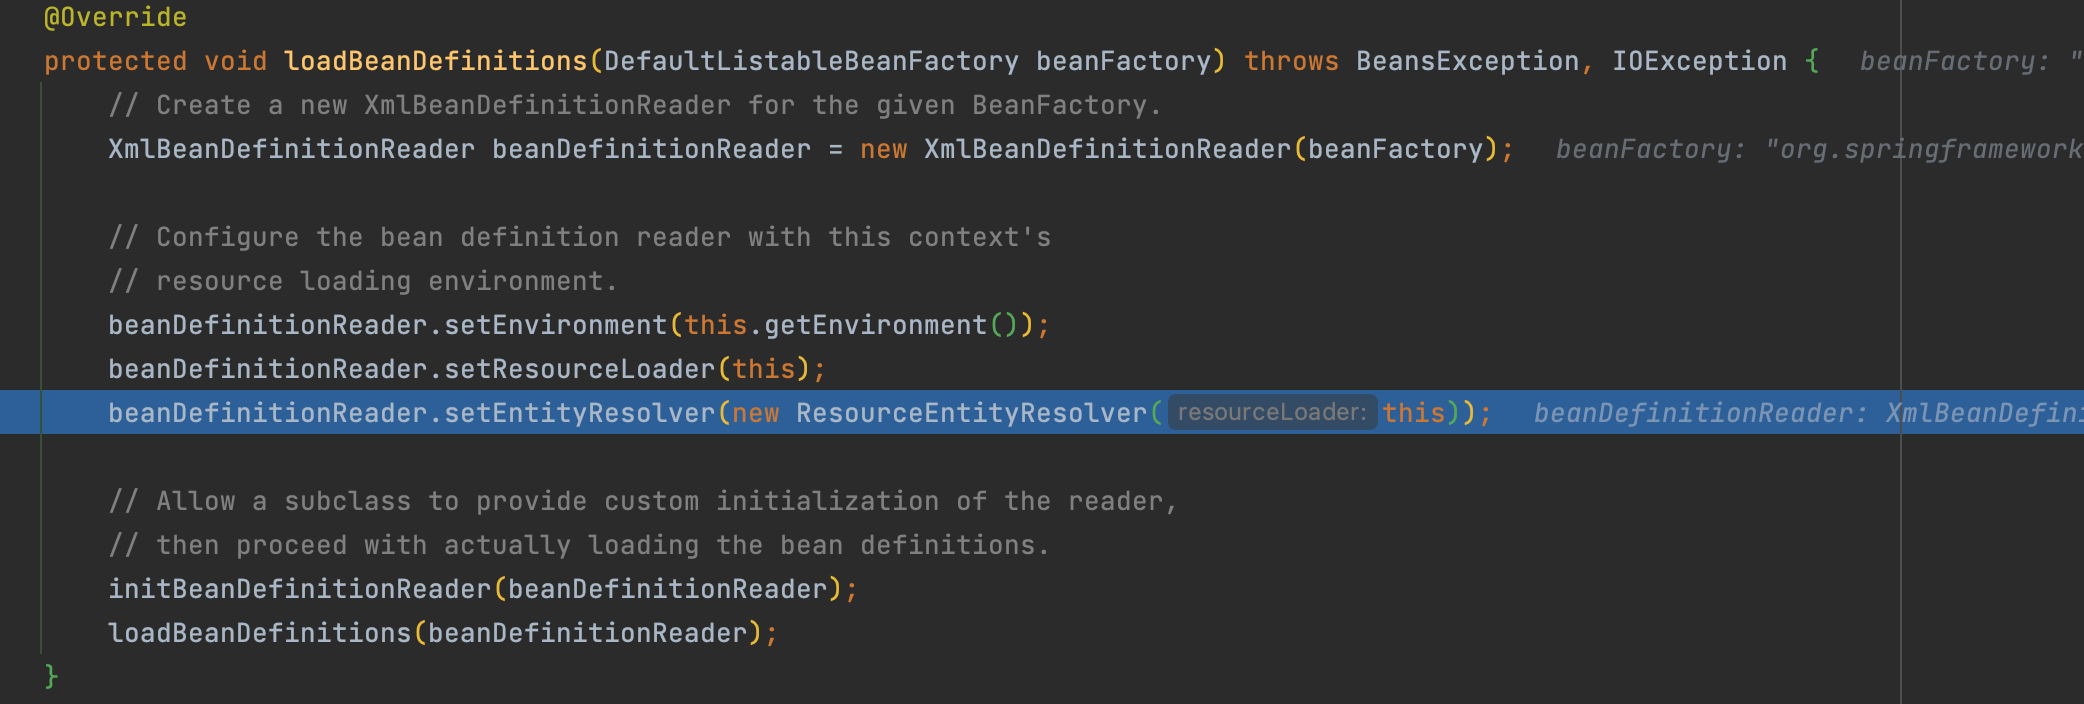 @Override
protected void loadBeanDefinitions(DefaultListableBeanFactory beanFactory) throws BeansException, IOException { beanFactory: "
// Create a new XmlBeanDefinitionReader for the given BeanFactory.
XmlBeanDefinitionReader beanDefinitionReader = new XmlBeanDefinitionReader(beanFactory); beanFactory: "org.springframework
// Configure the bean definition reader with this context's
// resource loading environment.
beanDefinitionReader.setEnvironment(this.getEnvironment());
beanDefinitionReader.setResourceLoader(this);
beanDefinitionReader.setEntityResolver(new ResourceEntityResolver( resourceLoader: this)); beanDefinitionReader: XmlBeanDefini
// Allow a subclass to provide custom initialization of the reader,
// then proceed with actually loading the bean definitions.
initBeanDefinitionReader(beanDefinitionReader);
loadBeanDefinitions(beanDefinitionReader);
}